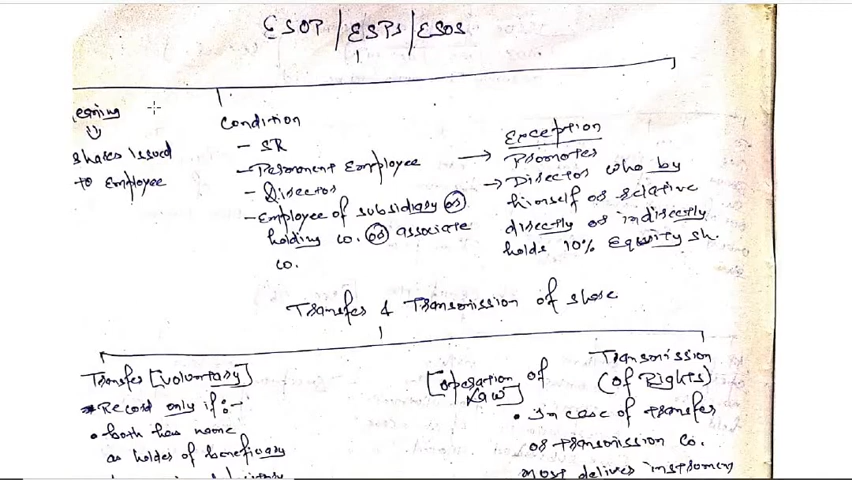 ESOP / ESPS / ESOS
shares issued
to Employee
Condition
- SR
- Permanent Employee
- Director
- Employee of subsidiary or
holding co. or associate
co.
Exception
→ Promoter
→ Director who by
himself or relative
directly or indirectly
holds 10% Equity sh.
Transfer & Transmission of share
Transfer [voluntary]
Record only if :-
• both has name
as holder of beneficiary
[operation of
Law]
Transmission
(Of Rights)
• In case of transfer
or transmission co.
must deliver